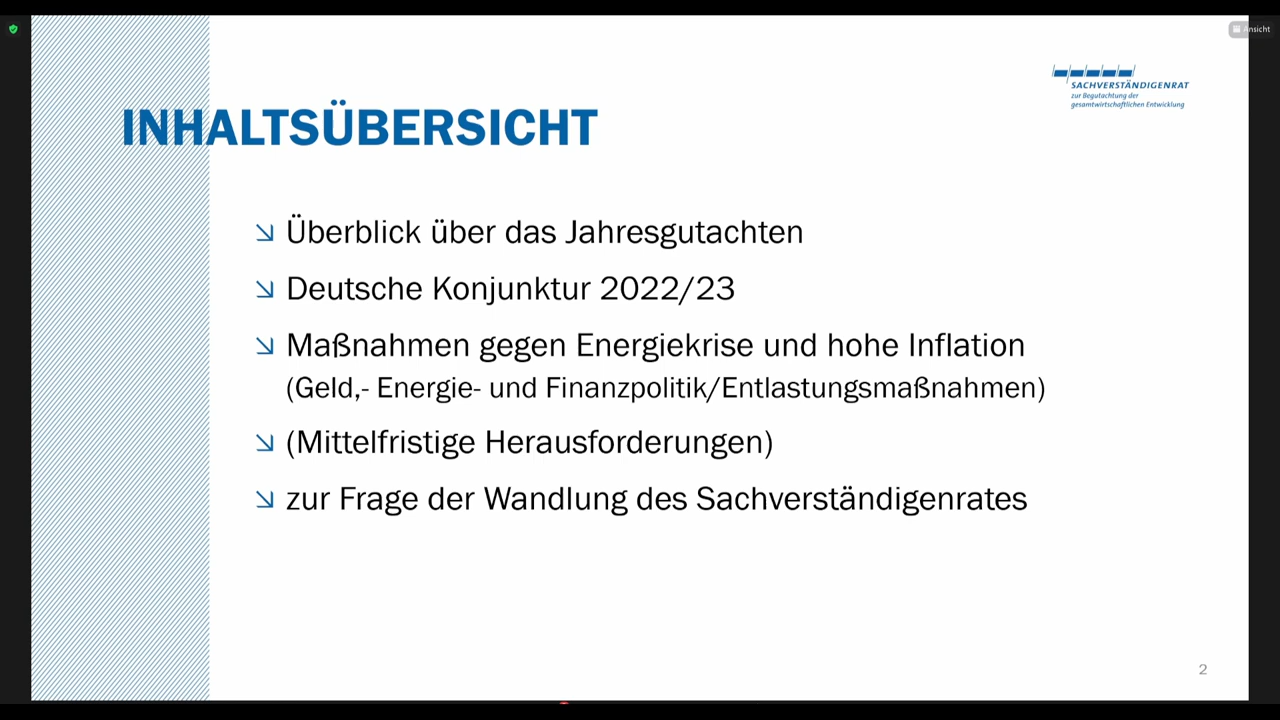 Ansicht
SACHVERSTÄNDIGENRAT
zur Begutachtung der
gesamtwirtschaftlichen Entwicklung
INHALTSÜBERSICHT
Überblick über das Jahresgutachten
Deutsche Konjunktur 2022/23
Maßnahmen gegen Energiekrise und hohe Inflation
(Geld,- Energie- und Finanzpolitik/Entlastungsmaßnahmen)
(Mittelfristige Herausforderungen)
zur Frage der Wandlung des Sachverständigenrates
2